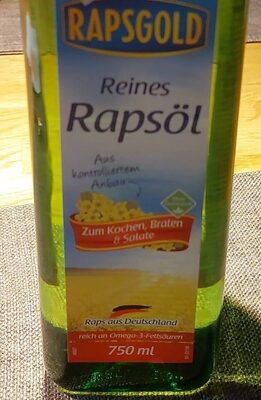 RAPSGOLD
Reines
Rapsöl
Aus
kontrolliertem
Anbau
Zum Kochen, Braten
& Salate
Raps aus Deutschland
reich an Omega-3-Fettsäuren
750 ml